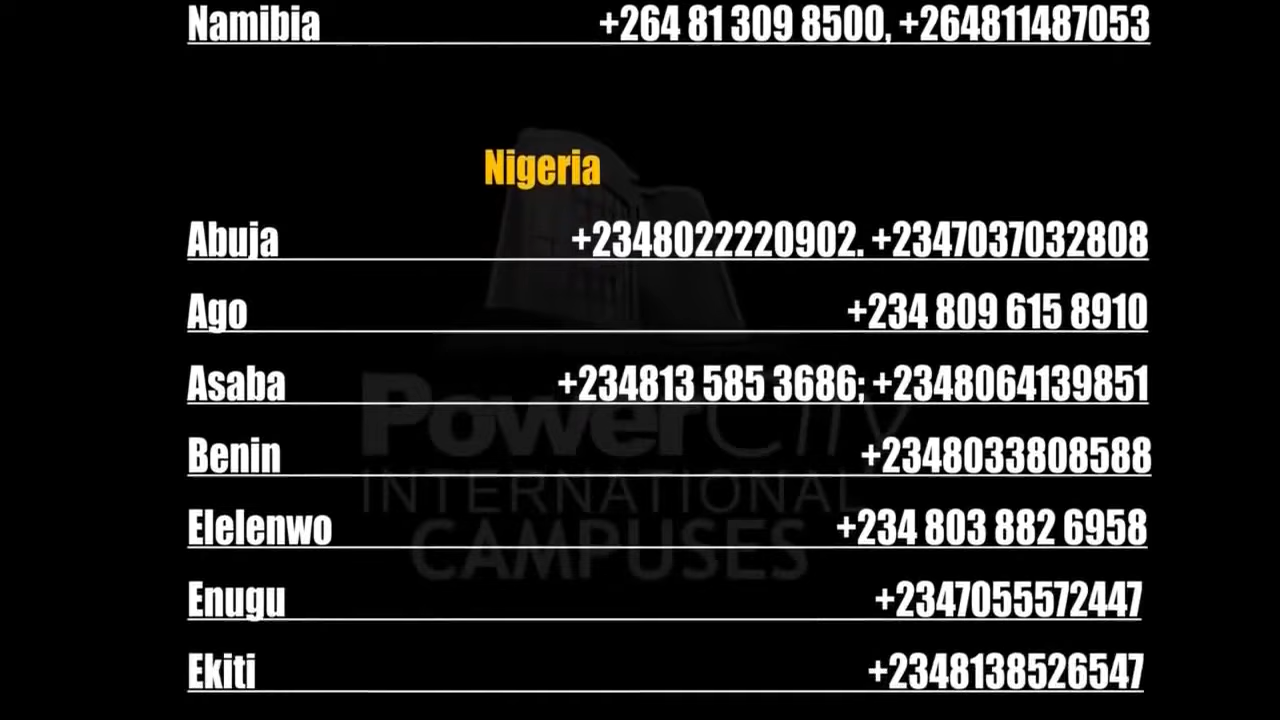 Namibia +264 81 309 8500, +264811487053
Nigeria
Abuja +2348022220902. +2347037032808
Ago +234 809 615 8910
Asaba +234813 585 3686; +2348064139851
PowerCity
Benin +2348033808588
INTERNATIONAL
Elelenwo +234 803 882 6958
CAMPUSES
Enugu +2347055572447
Ekiti +2348138526547